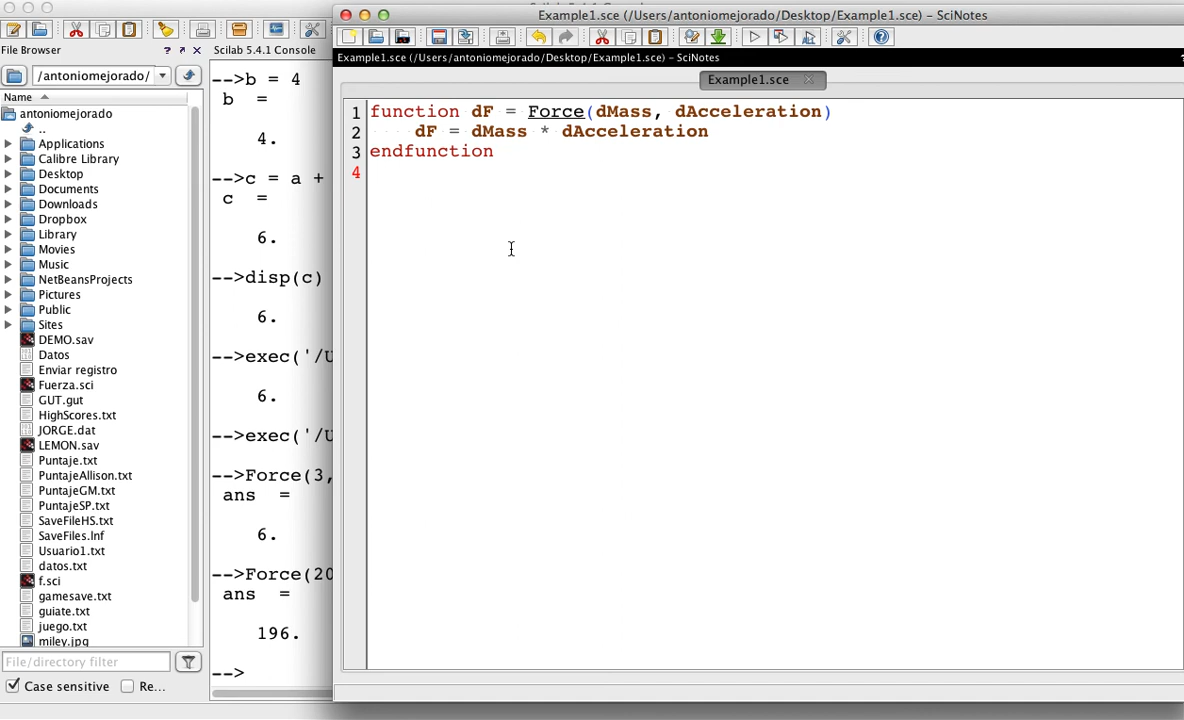 Example1.sce (/Users/antoniomejorado/Desktop/Example1.sce) – SciNotes
File Browser
Scilab 5.4.1 Console
/antoniomejorado/
Name
antoniomejorado
..
Applications
Calibre Library
Desktop
Documents
Downloads
Dropbox
Library
Movies
Music
NetBeansProjects
Pictures
Public
Sites
DEMO.sav
Datos
Enviar registro
Fuerza.sci
GUT.gut
HighScores.txt
JORGE.dat
LEMON.sav
Puntaje.txt
PuntajeAllison.txt
PuntajeGM.txt
PuntajeSP.txt
SaveFileHS.txt
SaveFiles.Inf
Usuario1.txt
datos.txt
f.sci
gamesave.txt
guiate.txt
juego.txt
miley.jpg
File/directory filter
Case sensitive
Re...
-->b = 4
b =
4.
-->c = a +
c =
6.
-->disp(c)
6.
-->exec('/U
6.
-->exec('/U
-->Force(3,
ans =
6.
-->Force(20
ans =
196.
-->
Example1.sce (/Users/antoniomejorado/Desktop/Example1.sce) – SciNotes
Example1.sce
1 function dF = Force(dMass, dAcceleration)
2 dF = dMass * dAcceleration
3 endfunction
4